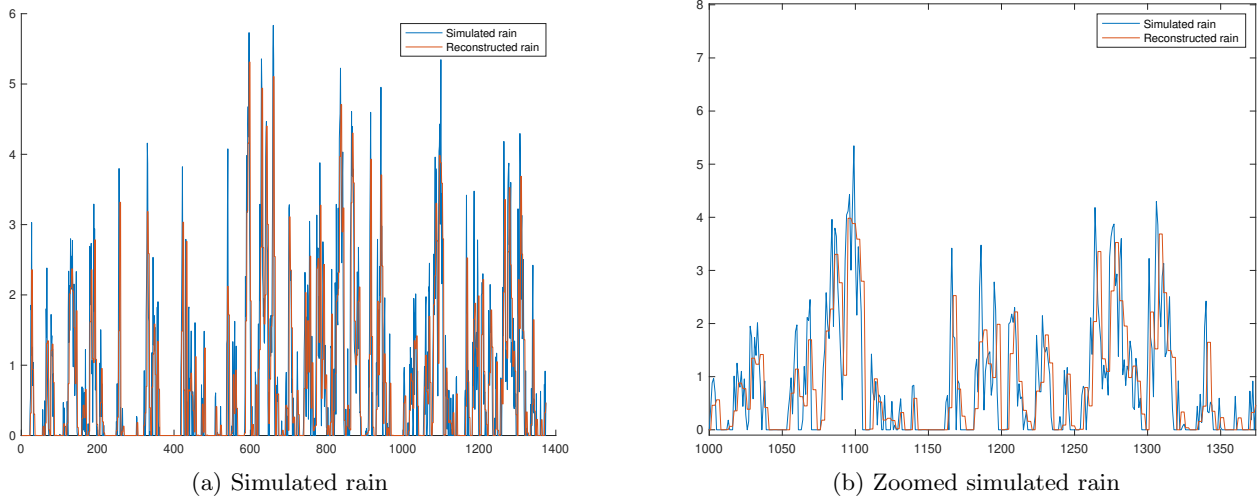 6
5
4
3
2
1
0
0 200 400 600 800 1000 1200 1400
Simulated rain
Reconstructed rain
(a) Simulated rain
8
7
6
5
4
3
2
1
0
1000 1050 1100 1150 1200 1250 1300 1350
Simulated rain
Reconstructed rain
(b) Zoomed simulated rain